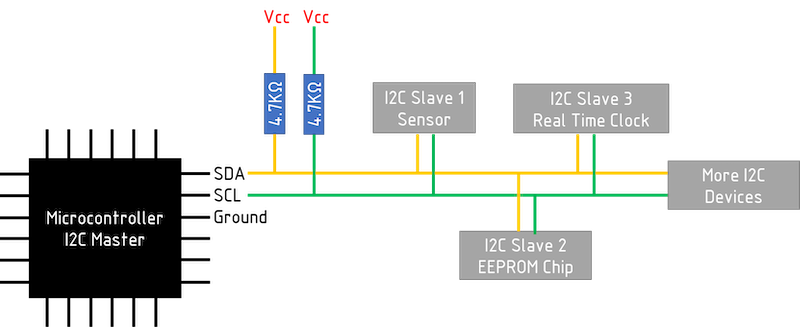 Vcc Vcc
4.7KΩ
4.7KΩ
I2C Slave 1
Sensor
I2C Slave 3
Real Time Clock
SDA
SCL
Ground
Microcontroller
I2C Master
More I2C
Devices
I2C Slave 2
EEPROM Chip